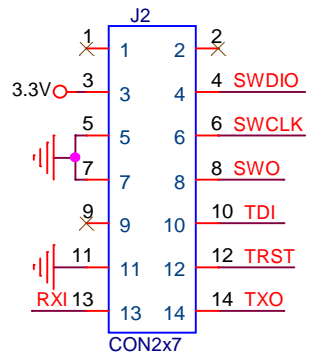 J2
1 1 2 2
3.3V 3 3 4 4 SWDIO
5 5 6 6 SWCLK
7 7 8 8 SWO
9 9 10 10 TDI
11 11 12 12 TRST
RXI 13 13 14 14 TXO
CON2x7